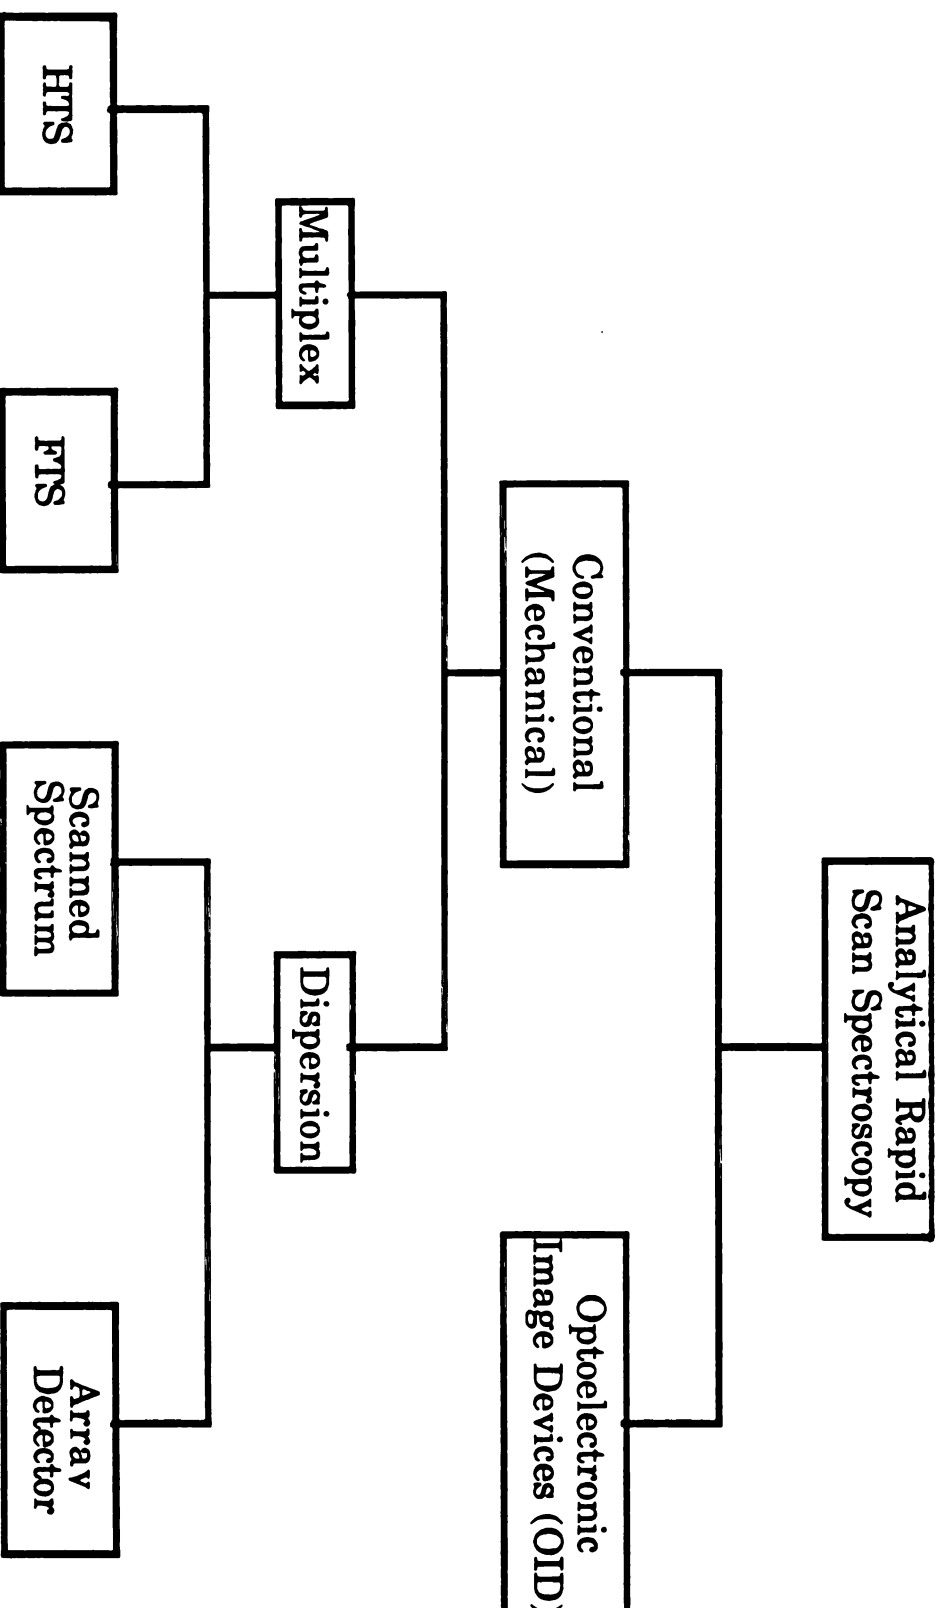 Analytical Rapid
Scan Spectroscopy
Conventional
(Mechanical)
Optoelectronic
Image Devices (OID)
Multiplex
Dispersion
HTS
FTS
Scanned
Spectrum
Array
Detector